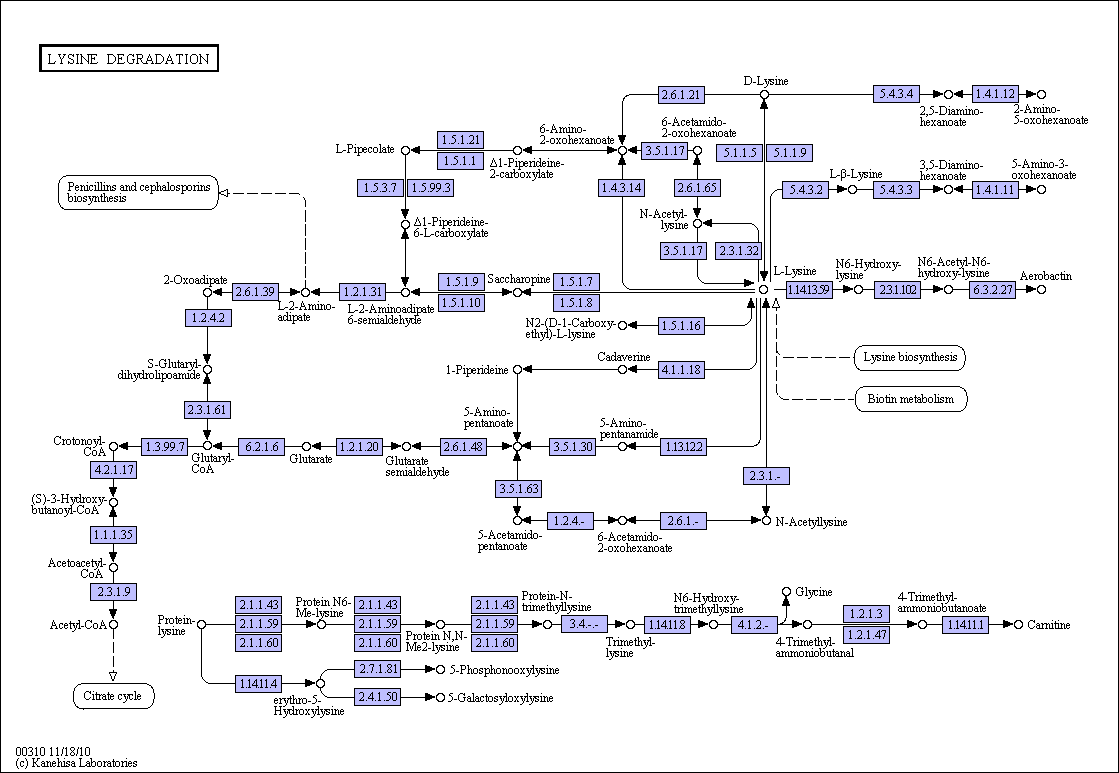 LYSINE DEGRADATION
D-Lysine
2.6.1.21
5.4.3.4
1.4.1.12
2,5-Diamino-
hexanoate
2-Amino-
5-oxohexanoate
6-Amino-
2-oxohexanoate
6-Acetamido-
2-oxohexanoate
1.5.1.21
1.5.1.1
L-Pipecolate
Δ1-Piperideine-
2-carboxylate
3.5.1.17
5.1.1.5
5.1.1.9
1.5.3.7
1.5.99.3
1.4.3.14
2.6.1.65
L-β-Lysine
5.4.3.2
5.4.3.3
3,5-Diamino-
hexanoate
1.4.1.11
5-Amino-3-
oxohexanoate
Penicillins and cephalosporins
biosynthesis
Δ1-Piperideine-
6-L-carboxylate
N-Acetyl-
lysine
3.5.1.17
2.3.1.32
2-Oxoadipate
2.6.1.39
L-2-Amino-
adipate
1.2.1.31
L-2-Aminoadipate
6-semialdehyde
1.5.1.9
1.5.1.10
Saccharopine
1.5.1.7
1.5.1.8
L-Lysine
1.14.13.59
N6-Hydroxy-
lysine
2.3.1.102
N6-Acetyl-N6-
hydroxy-lysine
6.3.2.27
Aerobactin
1.2.4.2
N2-(D-1-Carboxy-
ethyl)-L-lysine
1.5.1.16
Lysine biosynthesis
S-Glutaryl-
dihydrolipoamide
1-Piperideine
Cadaverine
4.1.1.18
Biotin metabolism
2.3.1.61
5-Amino-
pentanoate
5-Amino-
pentanamide
Crotonoyl-
CoA
1.3.99.7
Glutaryl-
CoA
6.2.1.6
Glutarate
1.2.1.20
Glutarate
semialdehyde
2.6.1.48
3.5.1.30
1.13.12.2
4.2.1.17
2.3.1.-
(S)-3-Hydroxy-
butanoyl-CoA
3.5.1.63
1.1.1.35
5-Acetamido-
pentanoate
1.2.4.-
6-Acetamido-
2-oxohexanoate
2.6.1.-
N-Acetyllysine
Acetoacetyl-
CoA
2.3.1.9
Acetyl-CoA
Citrate cycle
Protein-
lysine
2.1.1.43
2.1.1.59
2.1.1.60
Protein N6-
Me-lysine
2.1.1.43
2.1.1.59
2.1.1.60
Protein N,N-
Me2-lysine
2.1.1.43
2.1.1.59
2.1.1.60
Protein-N-
trimethyllysine
3.4.-.-
Trimethyl-
lysine
1.14.11.8
N6-Hydroxy-
trimethyllysine
4.1.2.-
Glycine
4-Trimethyl-
ammoniobutanal
1.2.1.3
1.2.1.47
4-Trimethyl-
ammoniobutanoate
1.14.11.1
Carnitine
1.14.11.4
erythro-5-
Hydroxylysine
2.7.1.81
5-Phosphonooxylysine
2.4.1.50
5-Galactosyloxylysine
00310 11/18/10
(c) Kanehisa Laboratories